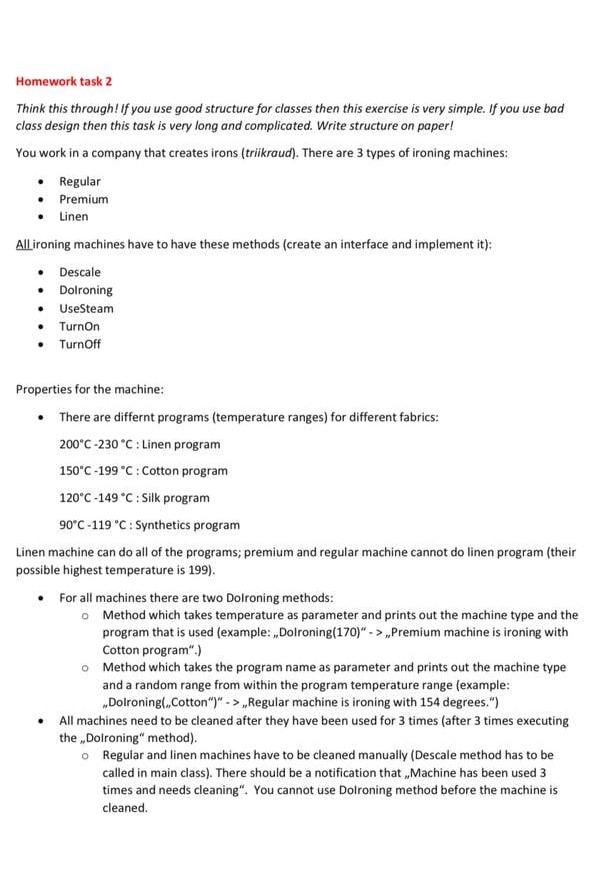 Homework task 2
Think this through! If you use good structure for classes then this exercise is very simple. If you use bad
class design then this task is very long and complicated. Write structure on paper!
You work in a company that creates irons (triikraud). There are 3 types of ironing machines:
• Regular
• Premium
• Linen
All ironing machines have to have these methods (create an interface and implement it):
• Descale
• DoIroning
• UseSteam
• TurnOn
• TurnOff
Properties for the machine:
• There are differnt programs (temperature ranges) for different fabrics:
200°C -230 °C : Linen program
150°C -199 °C : Cotton program
120°C -149 °C : Silk program
90°C -119 °C : Synthetics program
Linen machine can do all of the programs; premium and regular machine cannot do linen program (their
possible highest temperature is 199).
• For all machines there are two DoIroning methods:
o Method which takes temperature as parameter and prints out the machine type and the
program that is used (example: „DoIroning(170)“ - > „Premium machine is ironing with
Cotton program“.)
o Method which takes the program name as parameter and prints out the machine type
and a random range from within the program temperature range (example:
„DoIroning(„Cotton“)“ - > „Regular machine is ironing with 154 degrees.“)
• All machines need to be cleaned after they have been used for 3 times (after 3 times executing
the „DoIroning“ method).
o Regular and linen machines have to be cleaned manually (Descale method has to be
called in main class). There should be a notification that „Machine has been used 3
times and needs cleaning“. You cannot use DoIroning method before the machine is
cleaned.